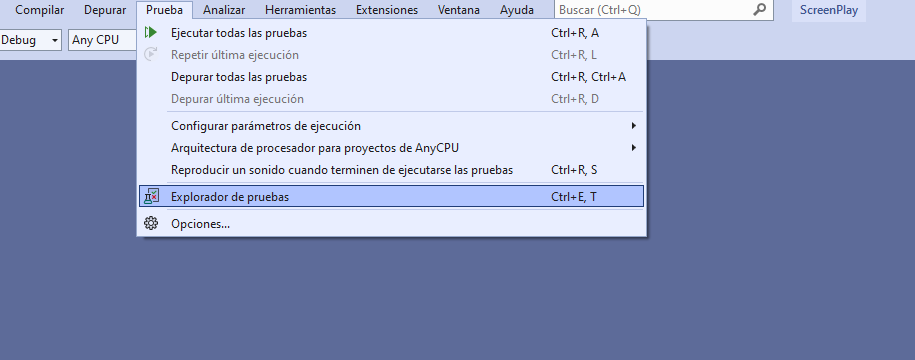 Compilar Depurar Prueba Analizar Herramientas Extensiones Ventana Ayuda Buscar (Ctrl+Q) ScreenPlay
Debug Any CPU
Ejecutar todas las pruebas Ctrl+R, A
Repetir última ejecución Ctrl+R, L
Depurar todas las pruebas Ctrl+R, Ctrl+A
Depurar última ejecución Ctrl+R, D
Configurar parámetros de ejecución
Arquitectura de procesador para proyectos de AnyCPU
Reproducir un sonido cuando terminen de ejecutarse las pruebas Ctrl+R, S
Explorador de pruebas Ctrl+E, T
Opciones...